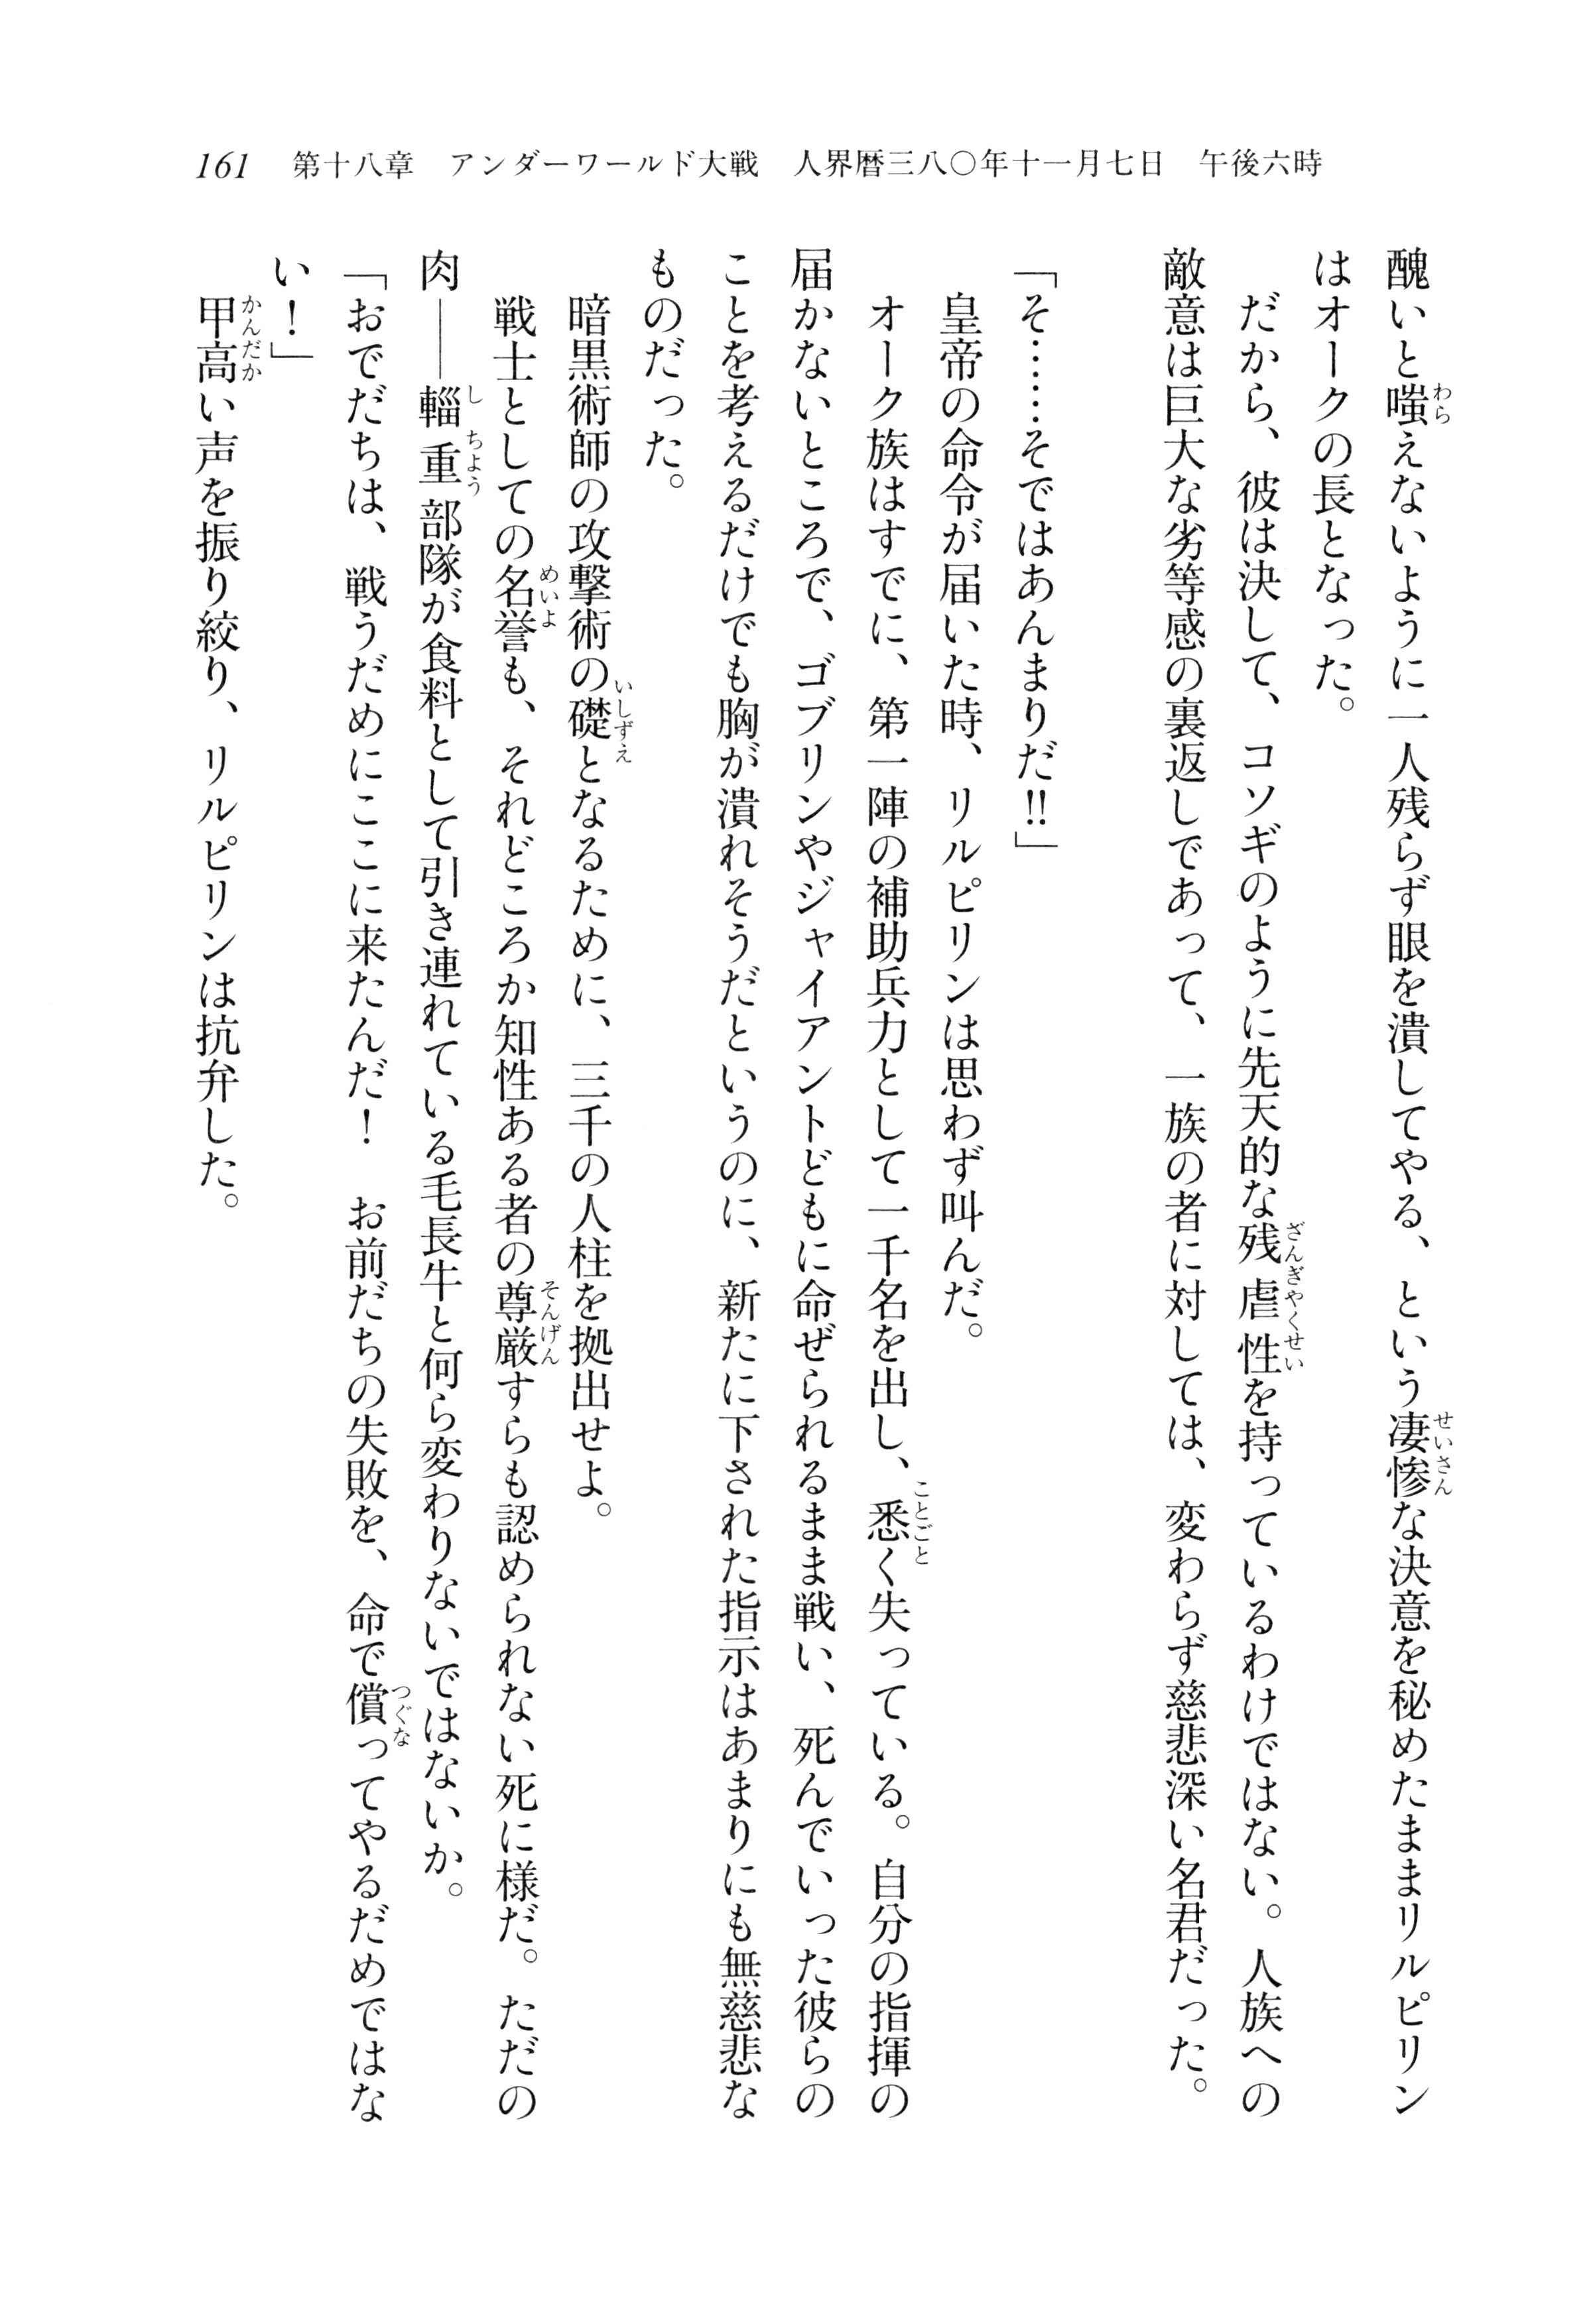 161　第十八章　アンダーワールド大戦　人界暦三八〇年十一月七日　午後六時
醜いと嗤えないように一人残らず眼を潰してやる、という凄惨な決意を秘めたままリルピリン
はオークの長となった。
だから、彼は決して、コソギのように先天的な残虐性を持っているわけではない。人族への
敵意は巨大な劣等感の裏返しであって、一族の者に対しては、変わらず慈悲深い名君だった。
「そ……そではあんまりだ!!」
皇帝の命令が届いた時、リルピリンは思わず叫んだ。
オーク族はすでに、第一陣の補助兵力として一千名を出し、悉く失っている。自分の指揮の
届かないところで、ゴブリンやジャイアントどもに命ぜられるまま戦い、死んでいった彼らの
ことを考えるだけでも胸が潰れそうだというのに、新たに下された指示はあまりにも無慈悲な
ものだった。
暗黒術師の攻撃術の礎となるために、三千の人柱を拠出せよ。
戦士としての名誉も、それどころか知性ある者の尊厳すらも認められない死に様だ。ただの
肉——輜重部隊が食料として引き連れている毛長牛と何ら変わりないではないか。
「おでだちは、戦うだめにここに来たんだ！　お前だちの失敗を、命で償ってやるだめではな
い！」
甲高い声を振り絞り、リルピリンは抗弁した。